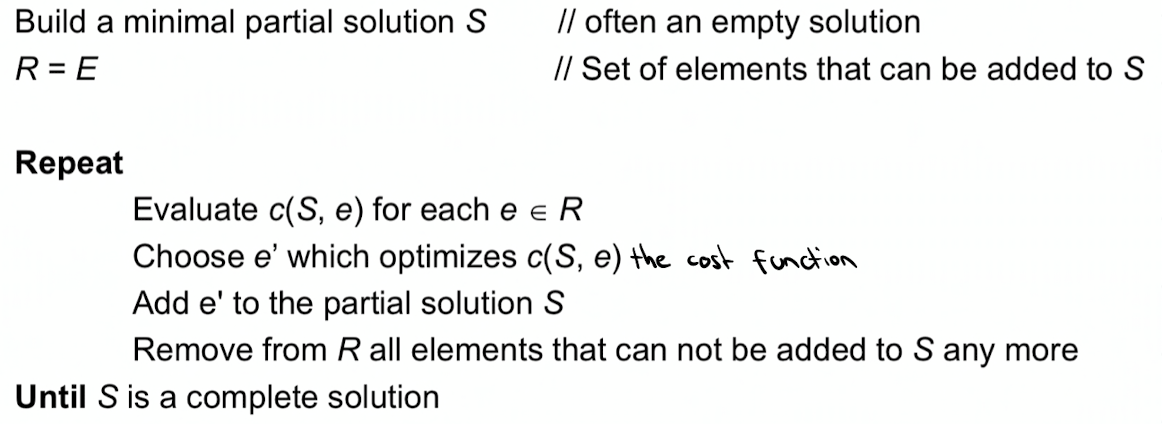 Build a minimal partial solution S // often an empty solution
R = E // Set of elements that can be added to S
Repeat
Evaluate c(S, e) for each e ∈ R
Choose e' which optimizes c(S, e) the cost function
Add e' to the partial solution S
Remove from R all elements that can not be added to S any more
Until S is a complete solution